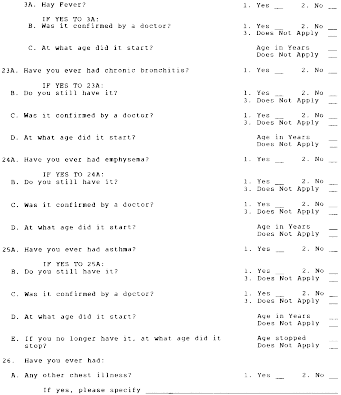 3A. Hay Fever? 1. Yes __ 2. No __
IF YES TO 3A:
B. Was it confirmed by a doctor? 1. Yes __ 2. No __
3. Does Not Apply __
C. At what age did it start? Age in Years __
Does Not Apply __
23A. Have you ever had chronic bronchitis? 1. Yes __ 2. No __
IF YES TO 23A:
B. Do you still have it? 1. Yes __ 2. No __
3. Does Not Apply __
C. Was it confirmed by a doctor? 1. Yes __ 2. No __
3. Does Not Apply __
D. At what age did it start? Age in Years __
Does Not Apply __
24A. Have you ever had emphysema? 1. Yes __ 2. No __
IF YES TO 24A:
B. Do you still have it? 1. Yes __ 2. No __
3. Does Not Apply __
C. Was it confirmed by a doctor? 1. Yes __ 2. No __
3. Does Not Apply __
D. At what age did it start? Age in Years __
Does Not Apply __
25A. Have you ever had asthma? 1. Yes __ 2. No __
IF YES TO 25A:
B. Do you still have it? 1. Yes __ 2. No __
3. Does Not Apply __
C. Was it confirmed by a doctor? 1. Yes __ 2. No __
3. Does Not Apply __
D. At what age did it start? Age in Years __
Does Not Apply __
E. If you no longer have it, at what age did it Age stopped __
stop? Does Not Apply __
26. Have you ever had:
A. Any other chest illness? 1. Yes __ 2. No __
If yes, please specify ______________________________